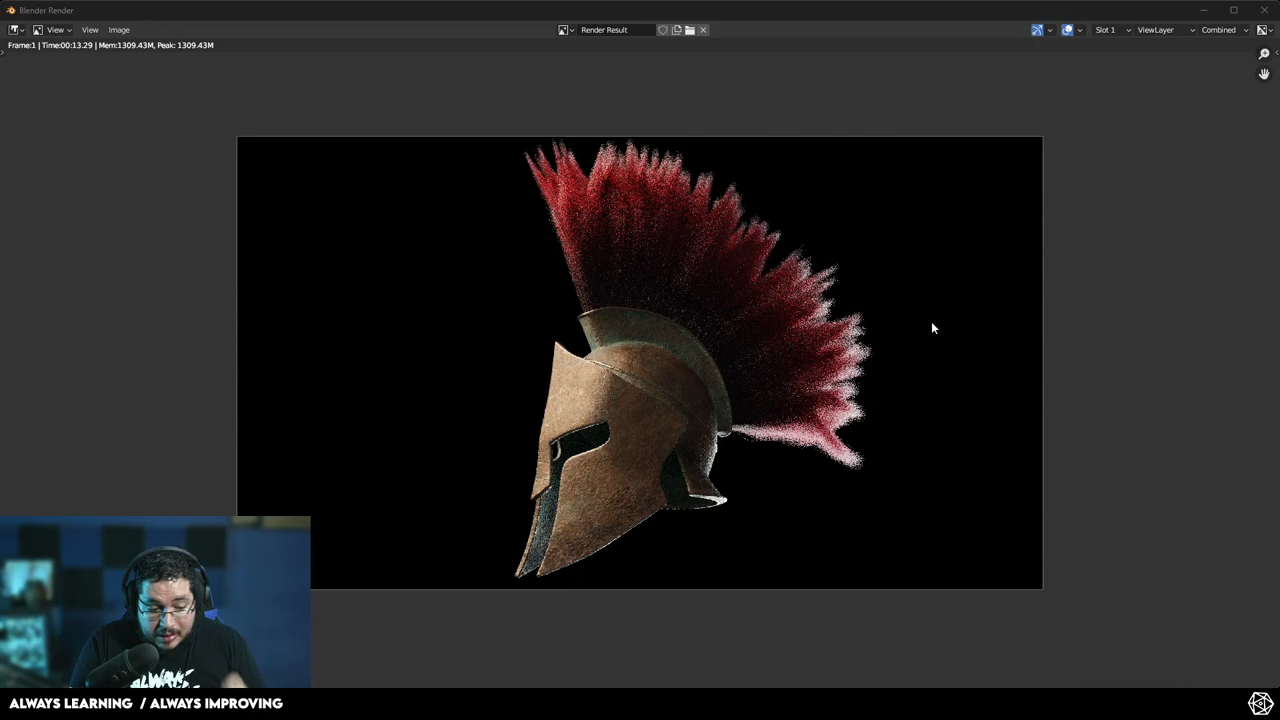 Blender Render
View View Image Render Result Slot 1 ViewLayer Combined
Frame:1 | Time:00:13.29 | Mem:1309.43M, Peak: 1309.43M
ALWAYS LEARNING / ALWAYS IMPROVING